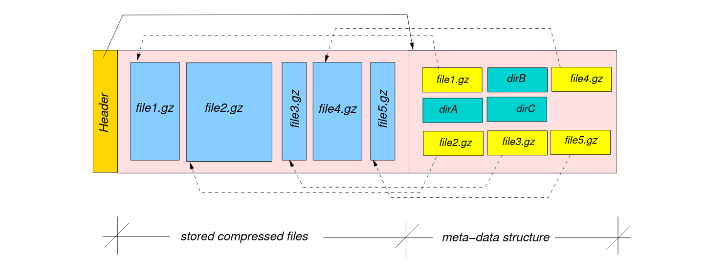 Header
file1.gz
file2.gz
file3.gz
file4.gz
file5.gz
file1.gz
dirB
file4.gz
dirA
dirC
file2.gz
file3.gz
file5.gz
stored compressed files
meta-data structure